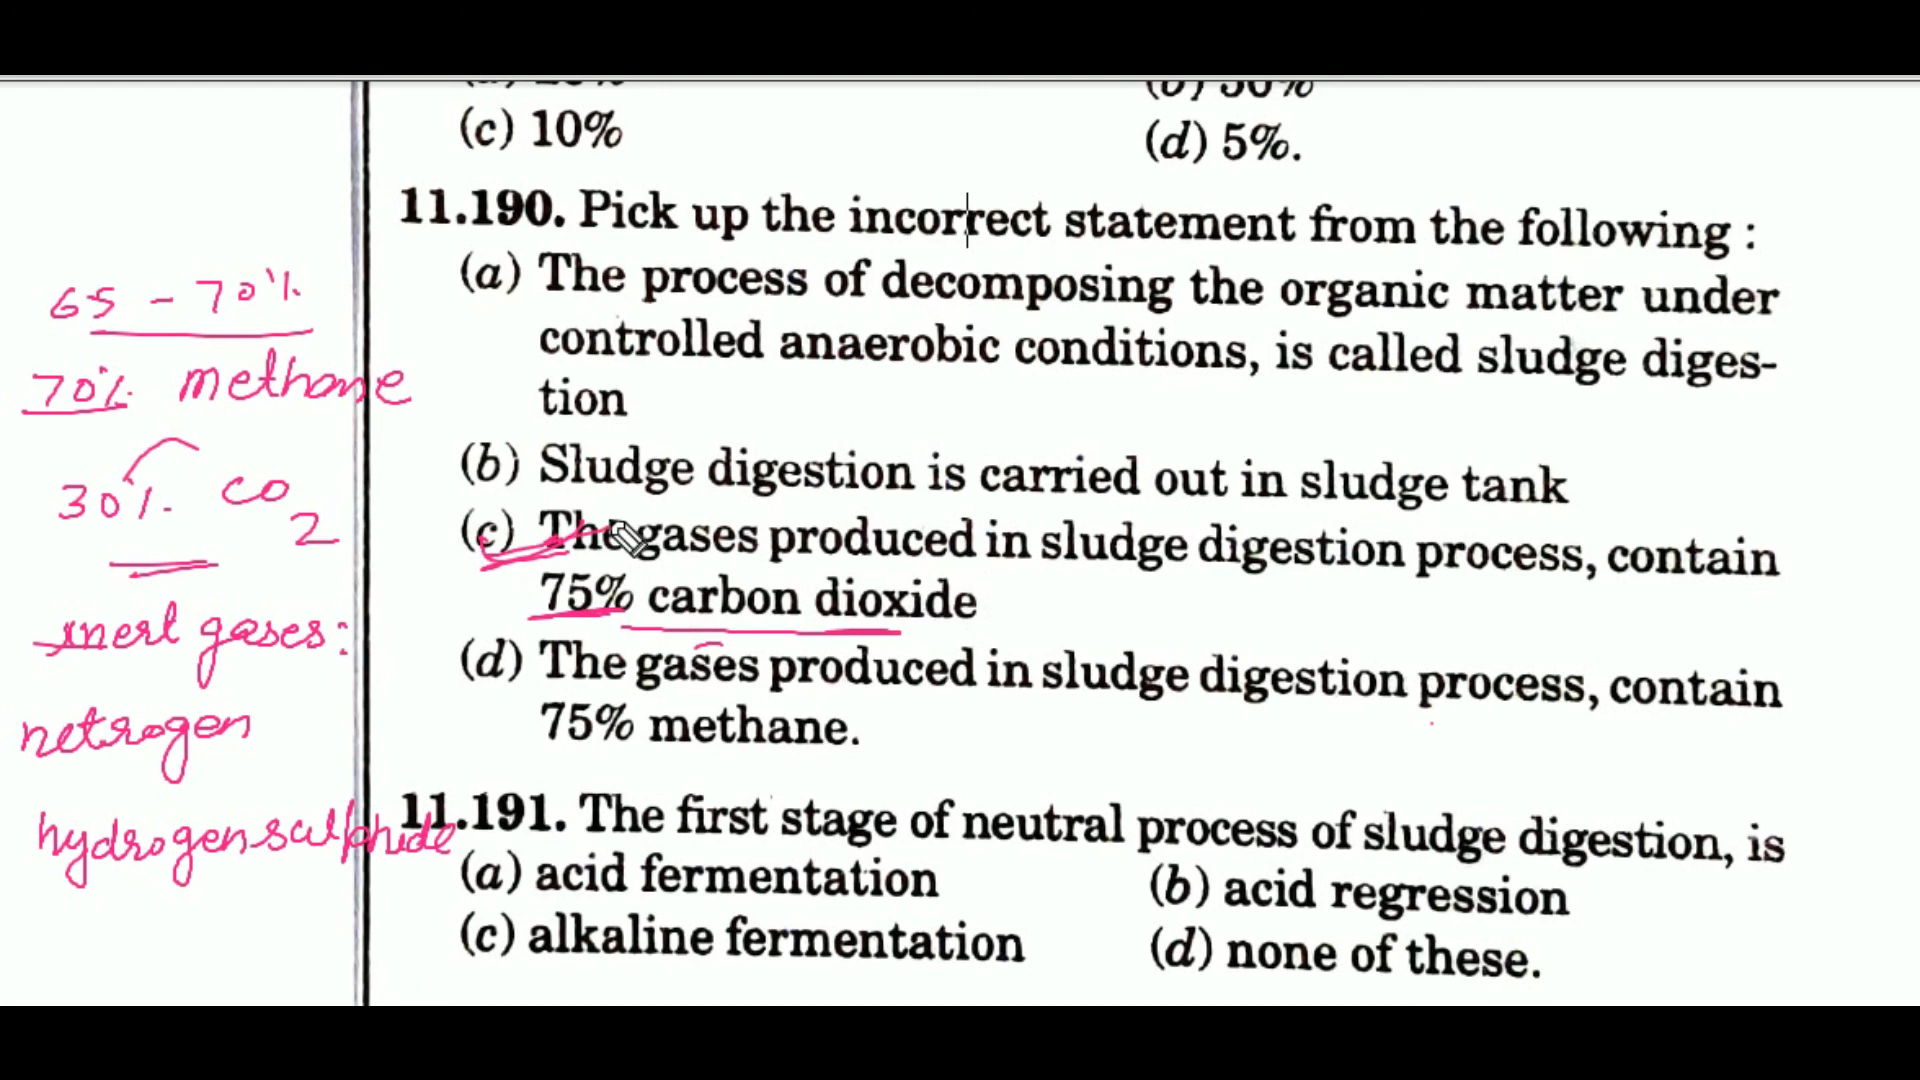 (c) 10%
(d) 5%.
11.190. Pick up the incorrect statement from the following :
(a) The process of decomposing the organic matter under
controlled anaerobic conditions, is called sludge diges-
tion
(b) Sludge digestion is carried out in sludge tank
(c) The gases produced in sludge digestion process, contain
75% carbon dioxide
(d) The gases produced in sludge digestion process, contain
75% methane.
11.191. The first stage of neutral process of sludge digestion, is
(a) acid fermentation
(b) acid regression
(c) alkaline fermentation
(d) none of these.
65 - 70%
70% methane
30% CO2
inert gases:
netrogen
hydrogen sulphide